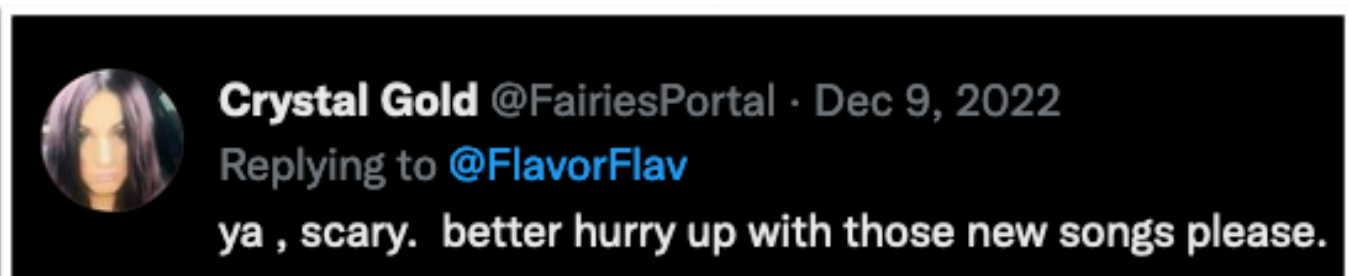 Crystal Gold @FairiesPortal · Dec 9, 2022
Replying to @FlavorFlav
ya , scary.  better hurry up with those new songs please.